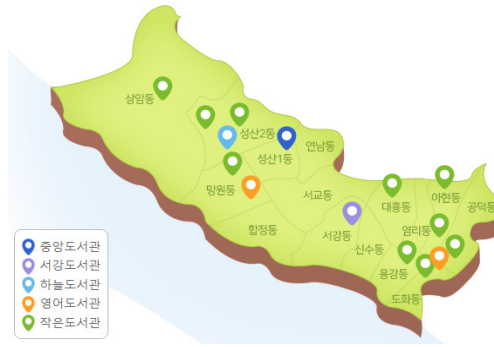 상암동
성산2동
성산1동
연남동
망원동
서교동
합정동
서강동
신수동
대흥동
아현동
공덕동
염리동
용강동
도화동
중앙도서관
서강도서관
하늘도서관
영어도서관
작은도서관